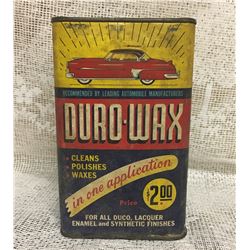 RECOMMENDED BY LEADING AUTOMOBILE MANUFACTURERS
DURO-WAX
• CLEANS
• POLISHES
• WAXES
in one application
Price
$2.00
FOR ALL DUCO, LACQUER
ENAMEL and SYNTHETIC FINISHES